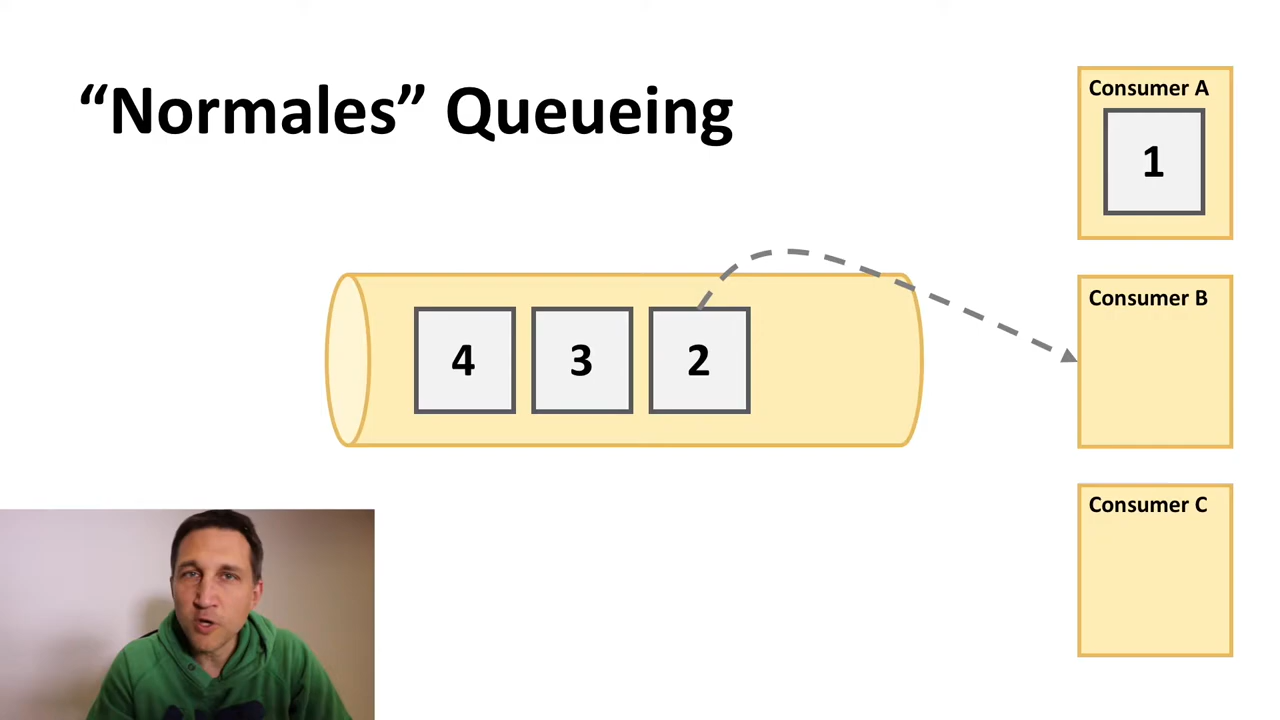 “Normales” Queueing
Consumer A
1
4 3 2
Consumer B
Consumer C